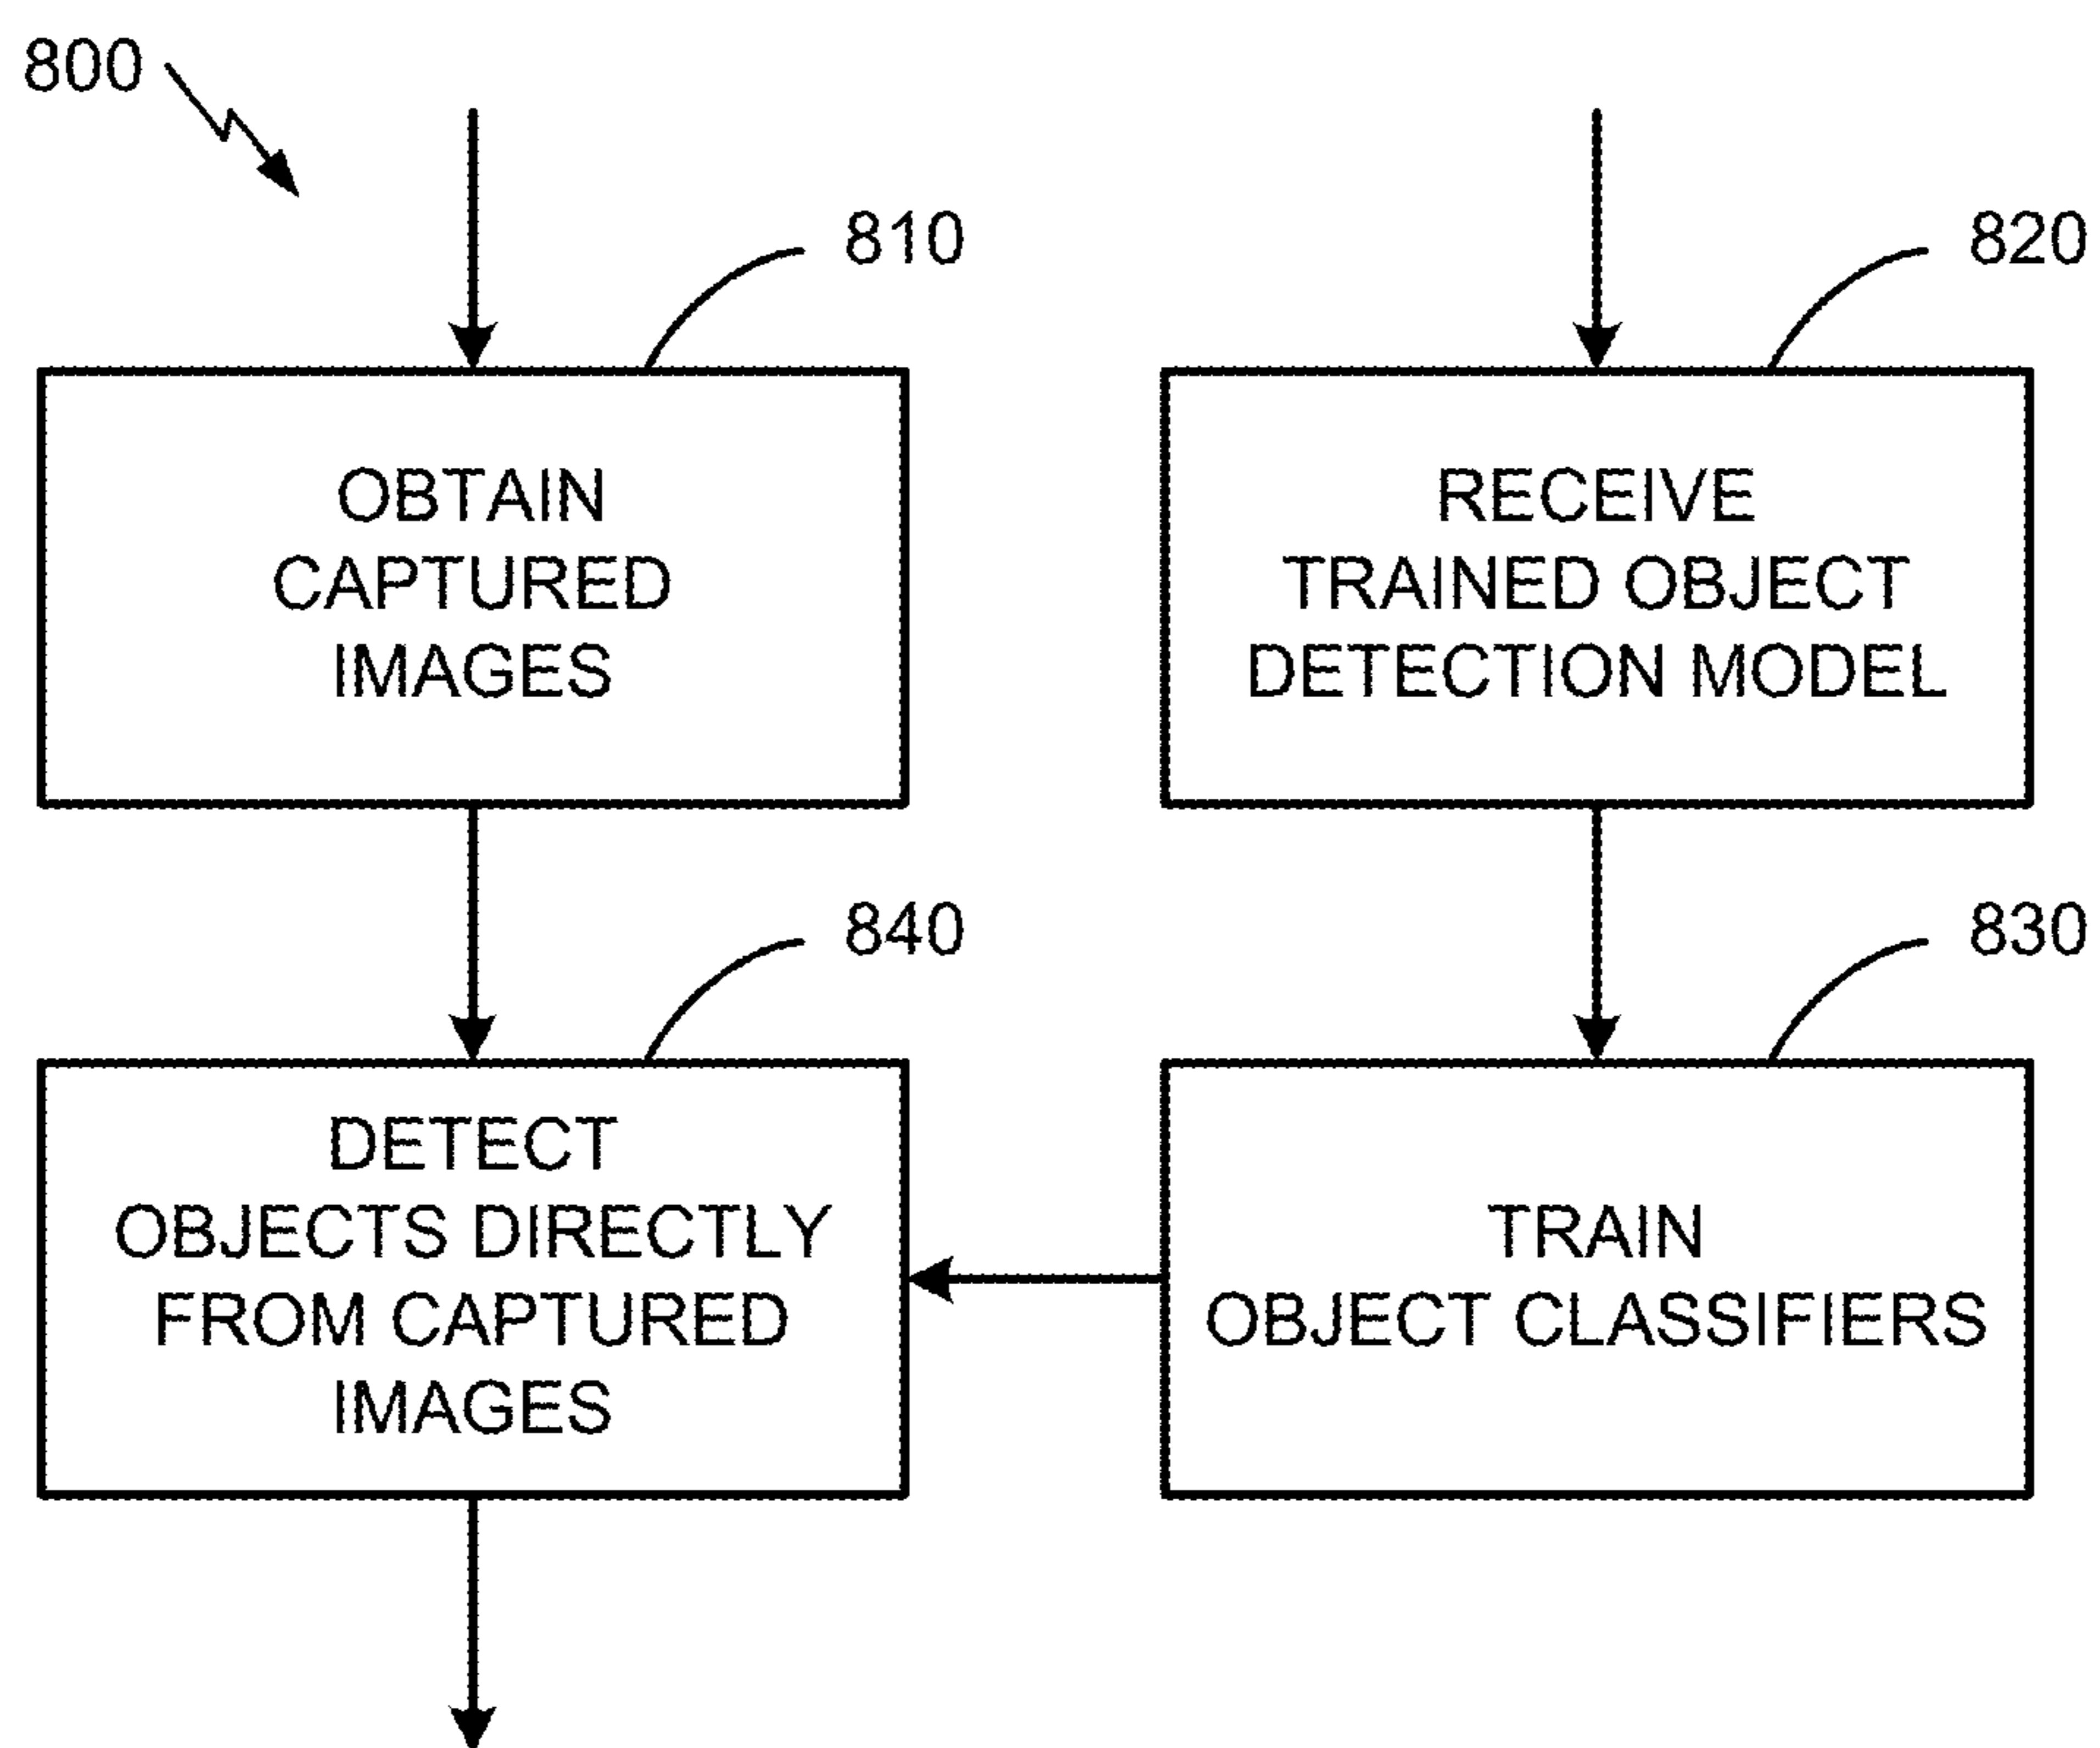 800
810
820
OBTAIN
CAPTURED
IMAGES
RECEIVE
TRAINED OBJECT
DETECTION MODEL
840
830
DETECT
OBJECTS DIRECTLY
FROM CAPTURED
IMAGES
TRAIN
OBJECT CLASSIFIERS